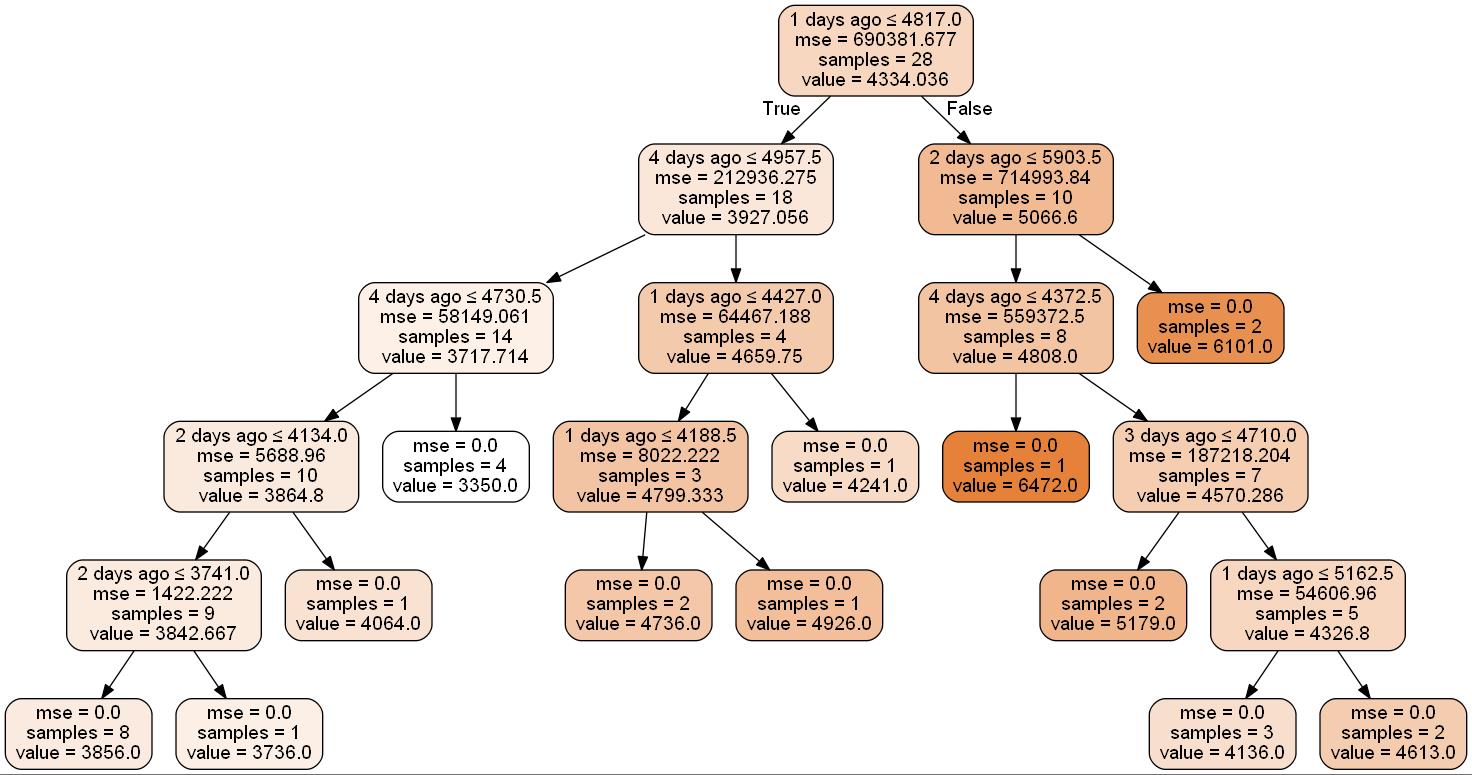 1 days ago ≤ 4817.0
mse = 690381.677
samples = 28
value = 4334.036
True
False
4 days ago ≤ 4957.5
mse = 212936.275
samples = 18
value = 3927.056
2 days ago ≤ 5903.5
mse = 714993.84
samples = 10
value = 5066.6
4 days ago ≤ 4730.5
mse = 58149.061
samples = 14
value = 3717.714
1 days ago ≤ 4427.0
mse = 64467.188
samples = 4
value = 4659.75
4 days ago ≤ 4372.5
mse = 559372.5
samples = 8
value = 4808.0
mse = 0.0
samples = 2
value = 6101.0
2 days ago ≤ 4134.0
mse = 5688.96
samples = 10
value = 3864.8
mse = 0.0
samples = 4
value = 3350.0
1 days ago ≤ 4188.5
mse = 8022.222
samples = 3
value = 4799.333
mse = 0.0
samples = 1
value = 4241.0
mse = 0.0
samples = 1
value = 6472.0
3 days ago ≤ 4710.0
mse = 187218.204
samples = 7
value = 4570.286
2 days ago ≤ 3741.0
mse = 1422.222
samples = 9
value = 3842.667
mse = 0.0
samples = 1
value = 4064.0
mse = 0.0
samples = 2
value = 4736.0
mse = 0.0
samples = 1
value = 4926.0
mse = 0.0
samples = 2
value = 5179.0
1 days ago ≤ 5162.5
mse = 54606.96
samples = 5
value = 4326.8
mse = 0.0
samples = 8
value = 3856.0
mse = 0.0
samples = 1
value = 3736.0
mse = 0.0
samples = 3
value = 4136.0
mse = 0.0
samples = 2
value = 4613.0